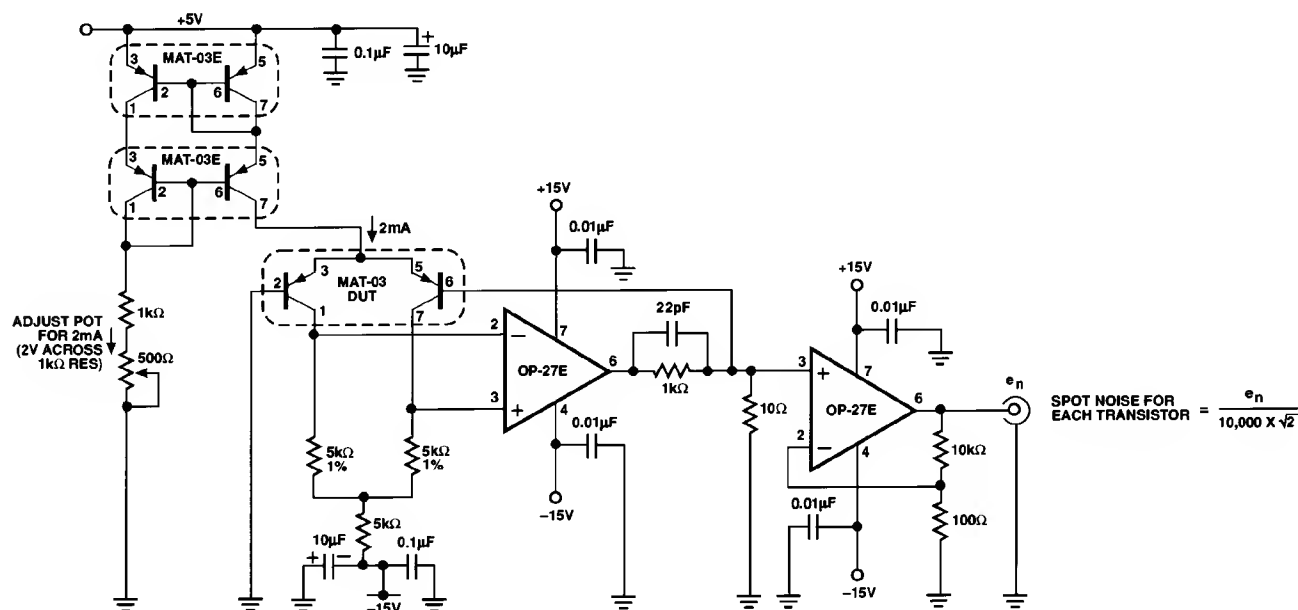 +5V
MAT-03E
0.1µF
+
10µF
3
5
2
6
1
7
MAT-03E
3
5
2
6
1
7
2mA
1kΩ
ADJUST POT
FOR 2mA
(2V ACROSS
1kΩ RES)
500Ω
MAT-03
DUT
2
3
5
6
1
7
5kΩ
1%
5kΩ
1%
5kΩ
10µF
+
−
0.1µF
−15V
+15V
0.01µF
2
−
7
OP-27E
6
3
+
4
0.01µF
−15V
22pF
1kΩ
10Ω
+15V
0.01µF
3
+
7
OP-27E
6
2
−
4
0.01µF
−15V
10kΩ
100Ω
en
SPOT NOISE FOR
EACH TRANSISTOR = en
10,000 X √2